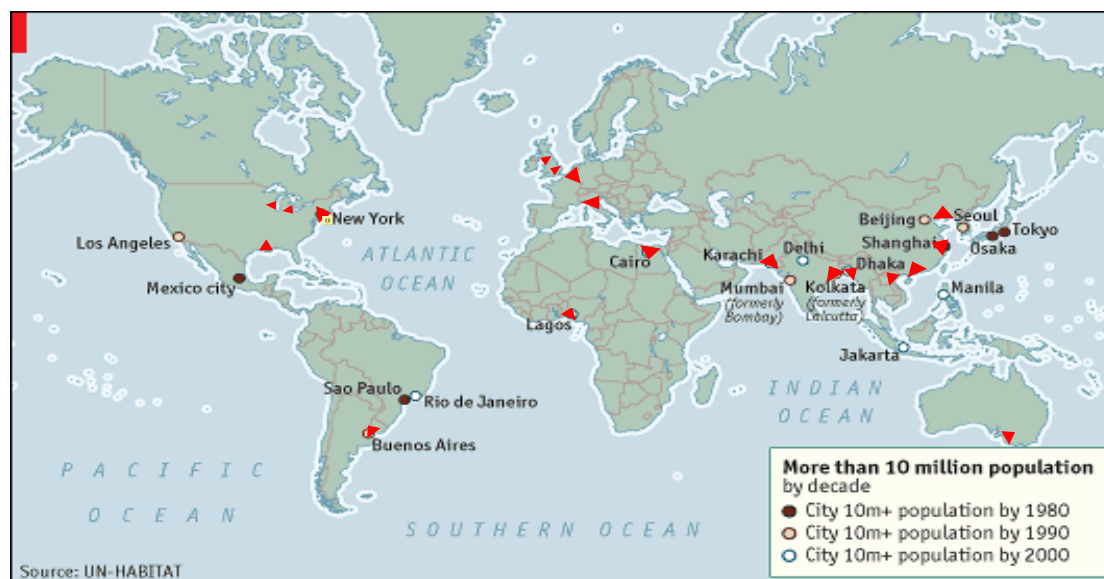 New York
Los Angeles
ATLANTIC
OCEAN
Mexico city
Beijing
Seoul
Tokyo
Shanghai
Osaka
Cairo
Karachi
Delhi
Dhaka
Mumbai
(formerly
Bombay)
Kolkata
(formerly
Calcutta)
Manila
Lagos
Jakarta
Sao Paulo
Rio de Janeiro
INDIAN
OCEAN
Buenos Aires
PACIFIC
OCEAN
SOUTHERN OCEAN
More than 10 million population
by decade
City 10m+ population by 1980
City 10m+ population by 1990
City 10m+ population by 2000
Source: UN-HABITAT